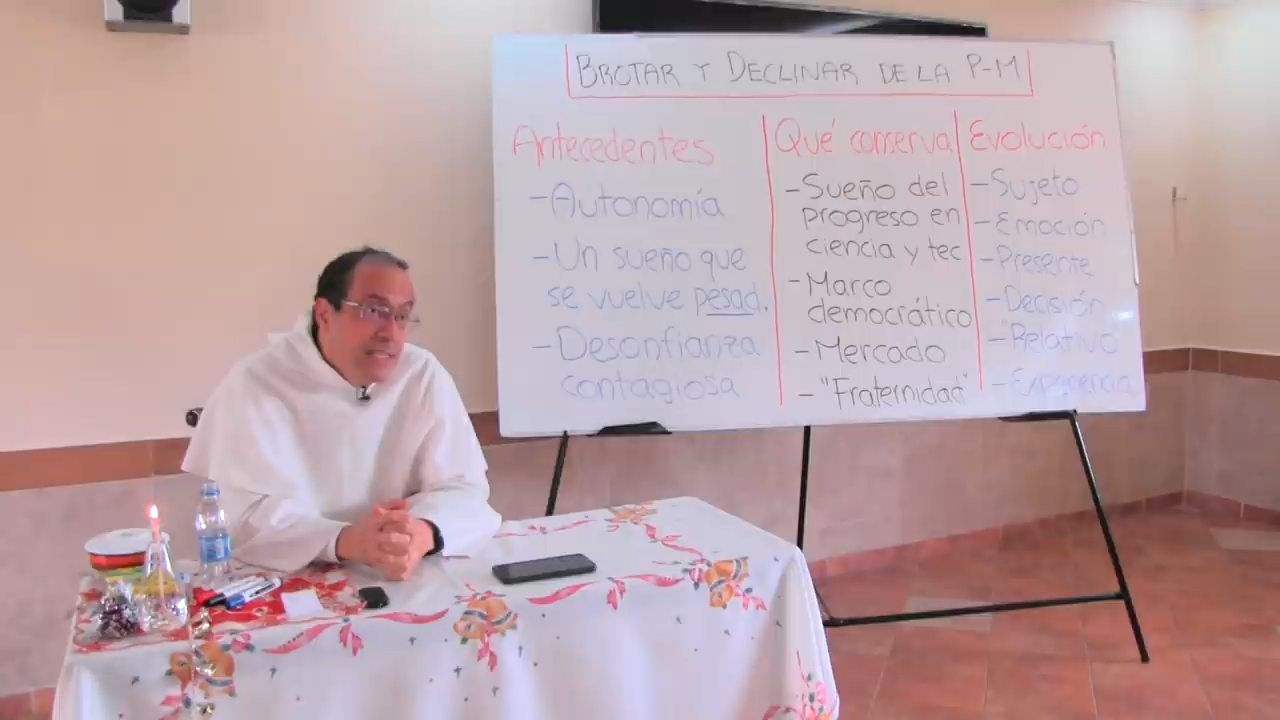 BROTAR Y DECLINAR DE LA P-M
Antecedentes
-Autonomía
-Un sueño que
se vuelve pesad.
-Desonfianza
contagiosa
Qué conserva
-Sueño del
progreso en
ciencia y tec
-Marco
democrático
-Mercado
-"Fraternidad"
Evolución
-Sujeto
-Emoción
-Presente
-Decisión
-"Relativo"
-Experiencia